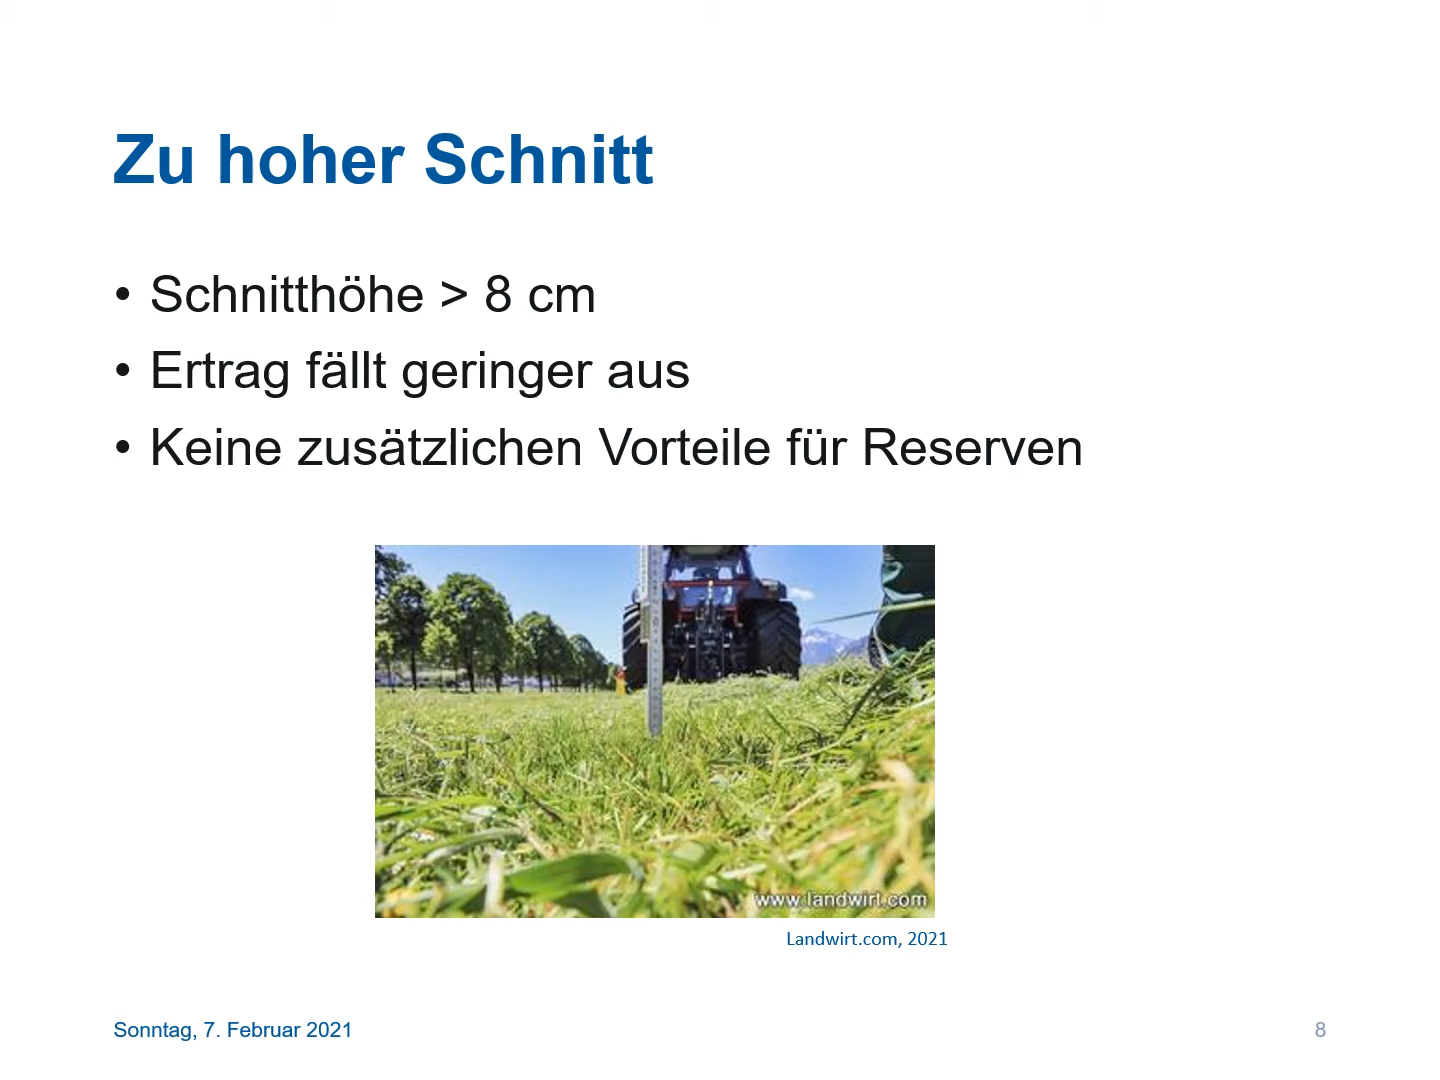 Zu hoher Schnitt
• Schnitthöhe > 8 cm
• Ertrag fällt geringer aus
• Keine zusätzlichen Vorteile für Reserven
www.landwirt.com
Landwirt.com, 2021
Sonntag, 7. Februar 2021
8